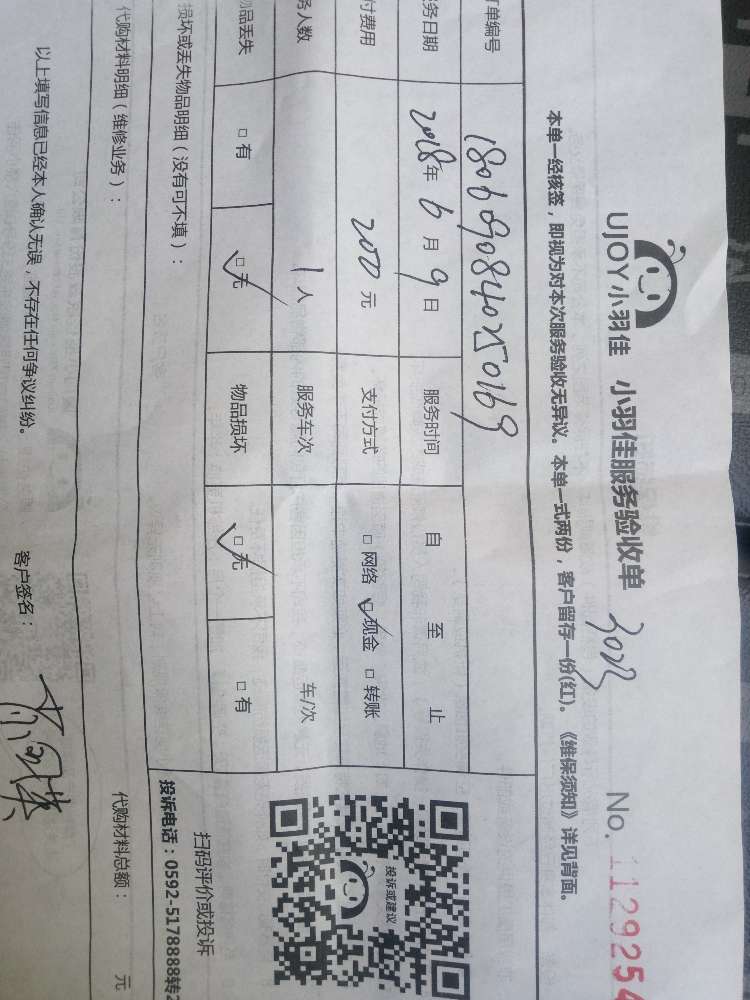 UJOY小羽佳 小羽佳服务验收单 3023 No. 1129254
本单一经核签，即视为对本次服务验收无异议。本单一式两份，客户留存一份(红)。《维保须知》详见背面。
单编号 1806090840250169
务日期 2018年 6 月 9 日 服务时间 自 至 止
付费用 200 元 支付方式 □ 网络 □ 现金 □ 转账
务人数 1 人 服务车次 车/次
品丢失 □ 有 □ 无 物品损坏 □ 无 □ 有
投诉或建议
扫码评价或投诉
投诉电话：0592-5178888转2
损坏或丢失物品明细（没有可不填）：
代购材料明细（维修业务）： 代购材料总额： 元
以上填写信息已经本人确认无误，不存在任何争议纠纷。 客户签名：